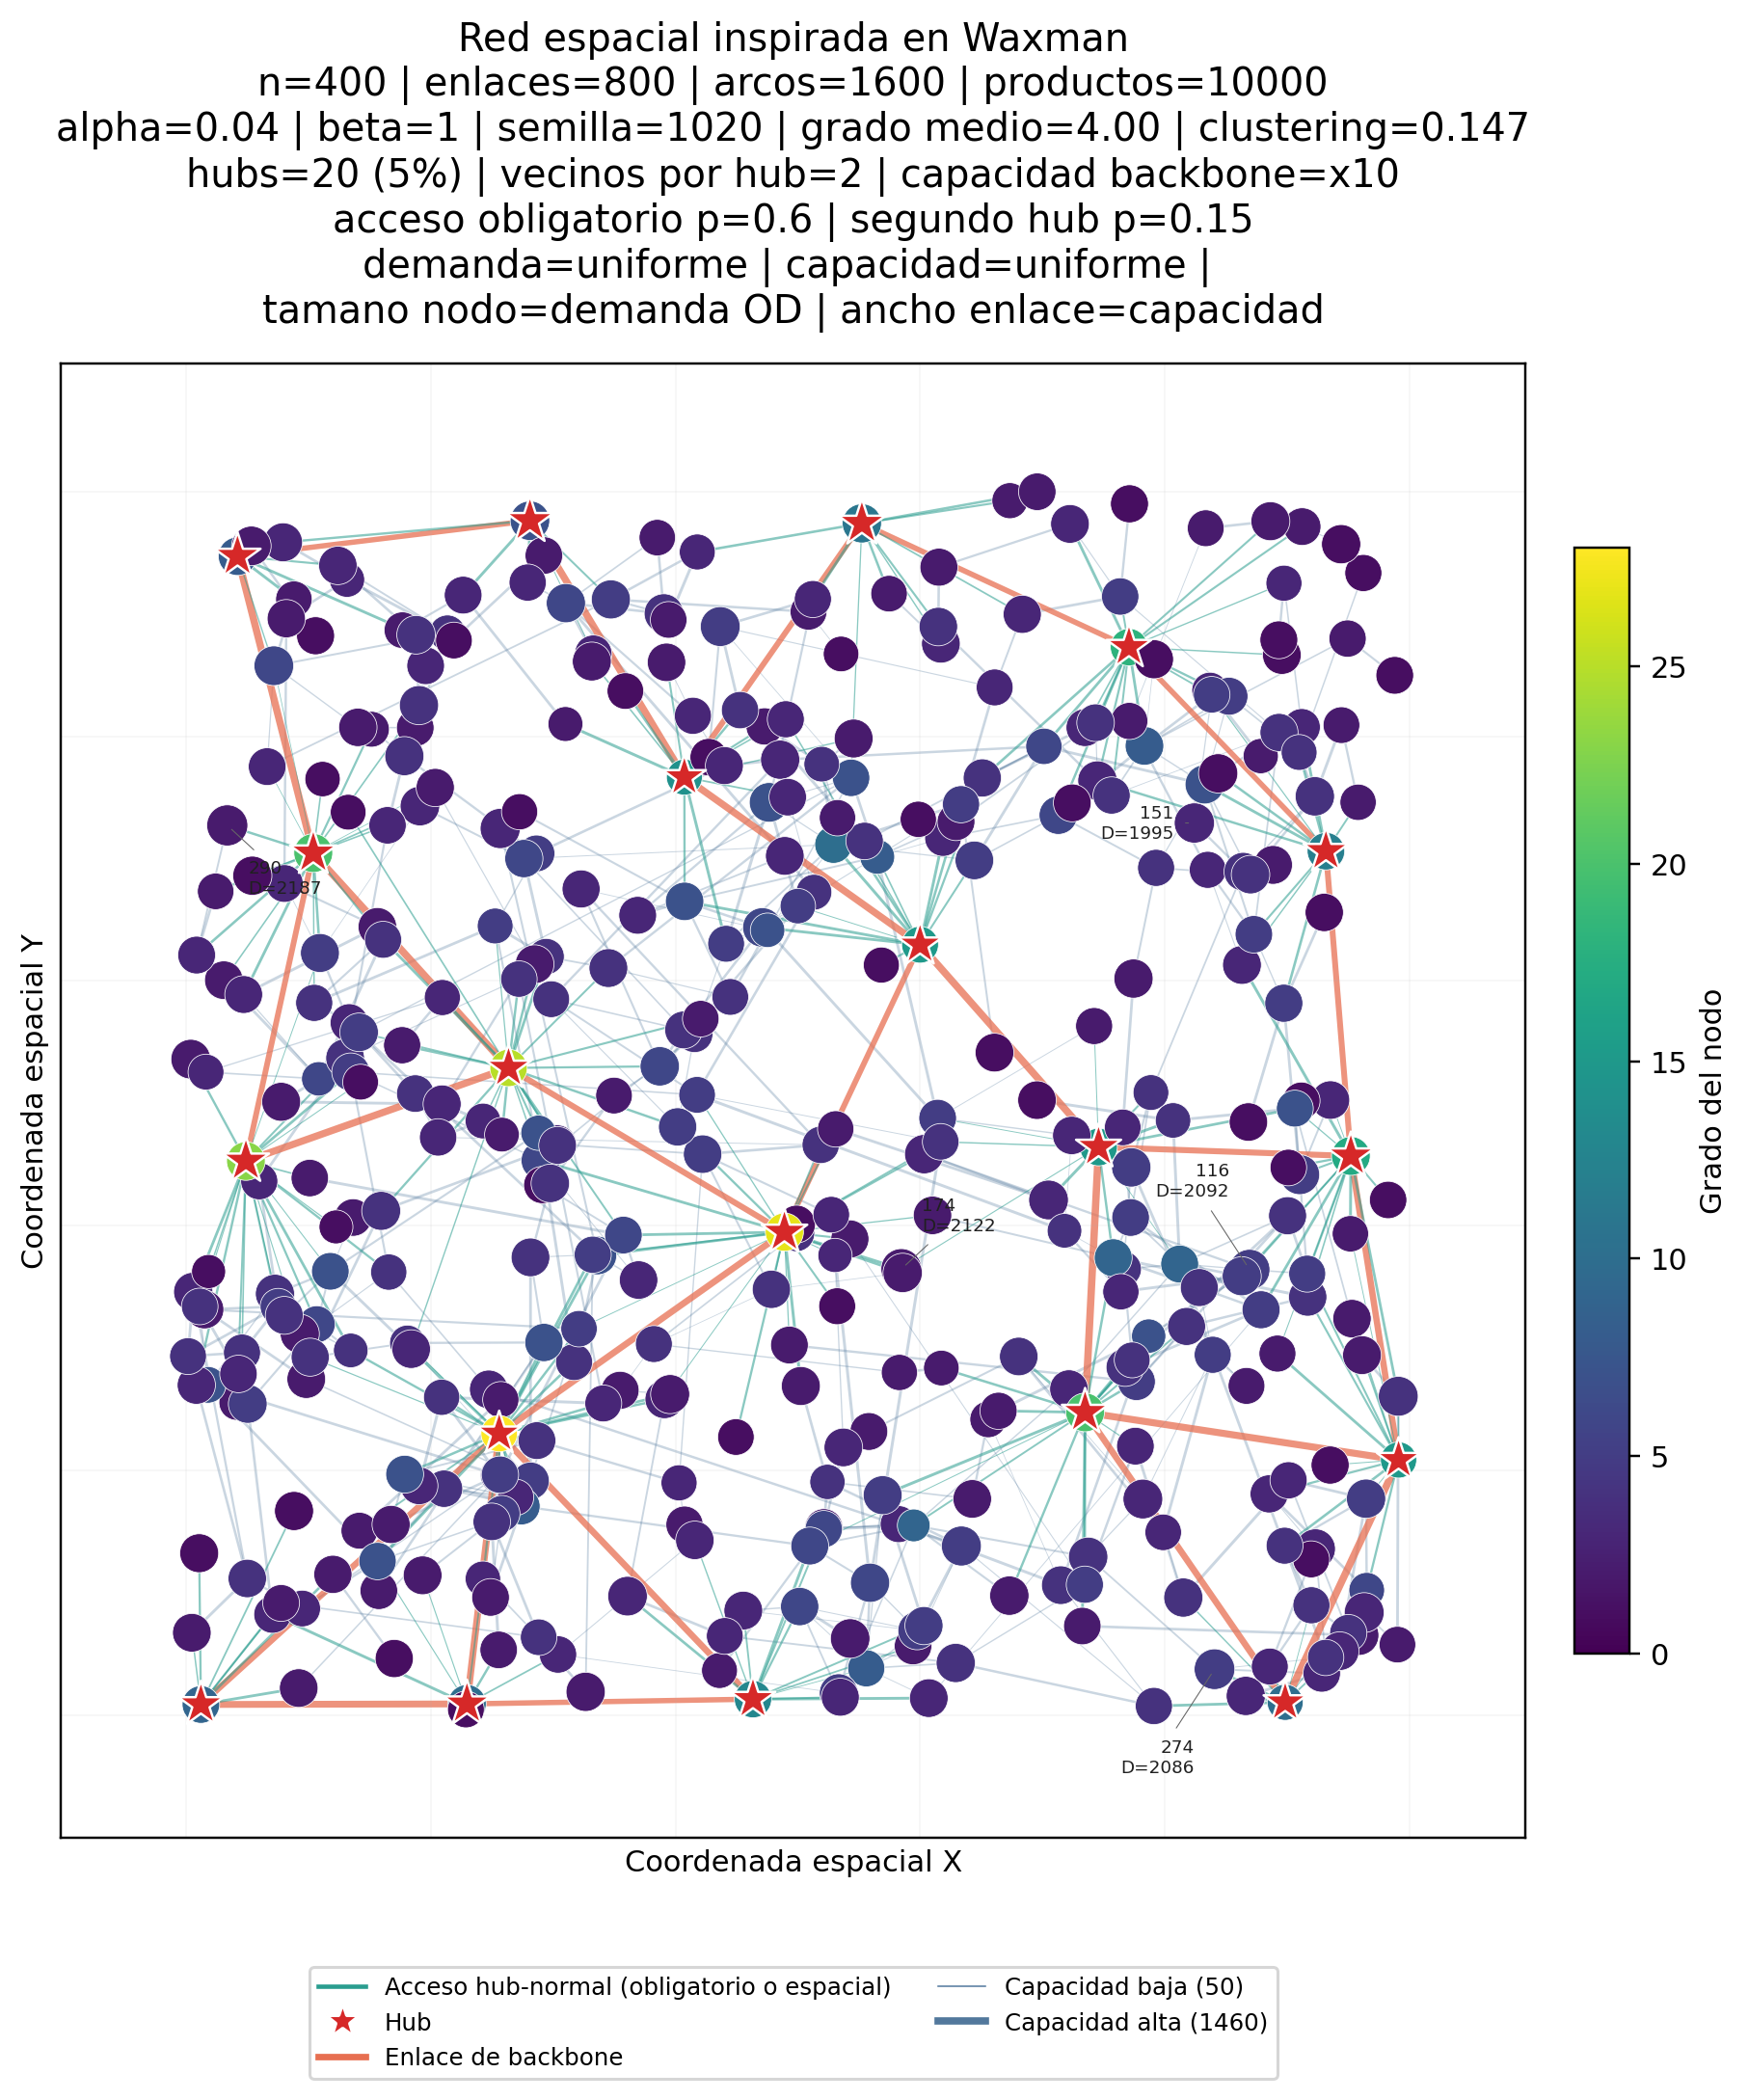 Red espacial inspirada en Waxman
n=400 | enlaces=800 | arcos=1600 | productos=10000
alpha=0.04 | beta=1 | semilla=1020 | grado medio=4.00 | clustering=0.147
hubs=20 (5%) | vecinos por hub=2 | capacidad backbone=x10
acceso obligatorio p=0.6 | segundo hub p=0.15
demanda=uniforme | capacidad=uniforme |
tamano nodo=demanda OD | ancho enlace=capacidad
Coordenada espacial Y
151
D=1995
D=2187
116
D=2092
174
D=2122
274
D=2086
Coordenada espacial X
25
20
15
10
5
0
Grado del nodo
Acceso hub-normal (obligatorio o espacial)
Hub
Enlace de backbone
Capacidad baja (50)
Capacidad alta (1460)